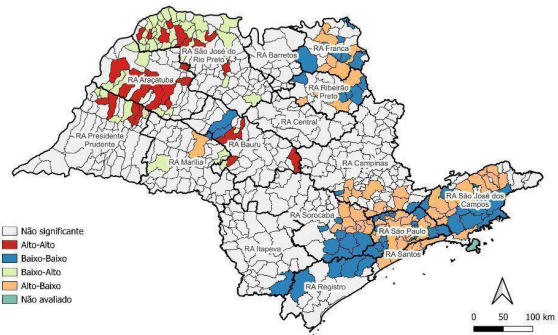 RA Franca
RA São José do
Rio Preto
RA Barretos
RA Araçatuba
RA Ribeirão
Preto
RA Central
RA Presidente
Prudente
RA Bauru
RA Marília
RA Campinas
RA São José dos
Campos
RA Sorocaba
RA São Paulo
RA Itapeva
RA Santos
RA Registro
Não significante
Alto-Alto
Baixo-Baixo
Baixo-Alto
Alto-Baixo
Não avaliado
0 50 100 km